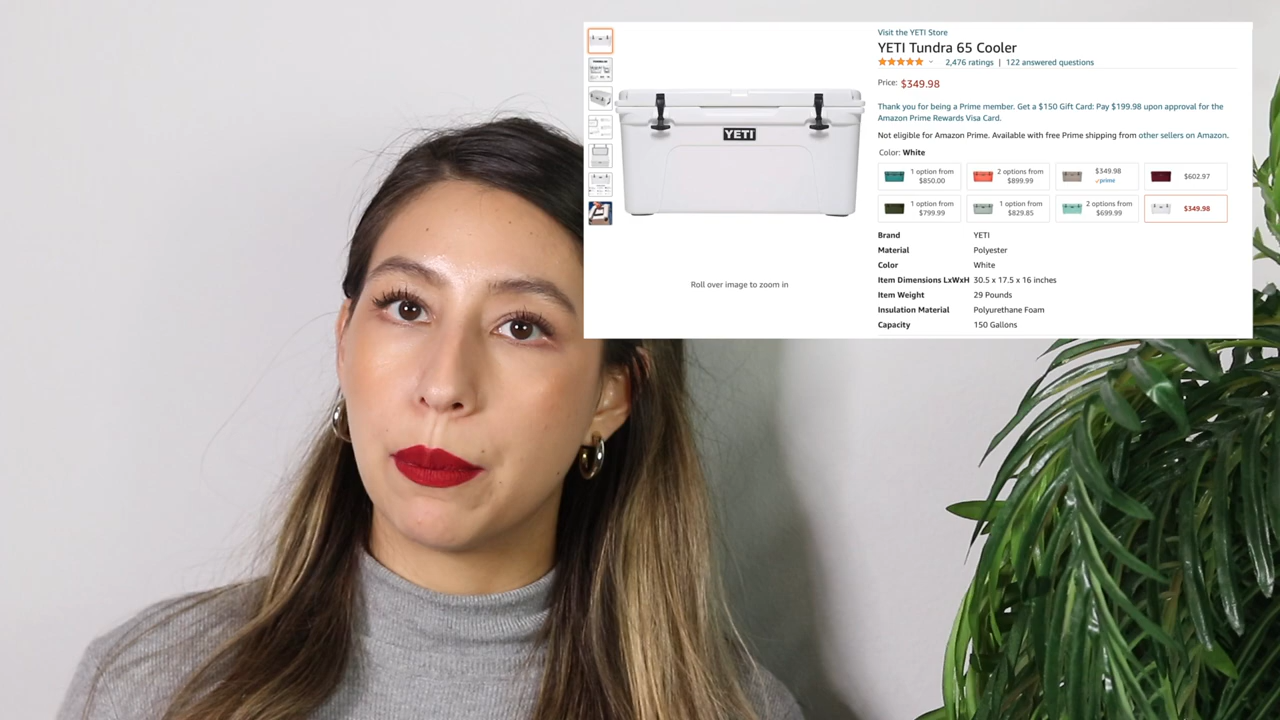 Visit the YETI Store
YETI Tundra 65 Cooler
2,476 ratings | 122 answered questions
Price: $349.98
Thank you for being a Prime member. Get a $150 Gift Card: Pay $199.98 upon approval for the
Amazon Prime Rewards Visa Card.
Not eligible for Amazon Prime. Available with free Prime shipping from other sellers on Amazon.
Color: White
1 option from
$850.00
2 options from
$899.99
$349.98
prime
$602.97
1 option from
$799.99
1 option from
$829.85
2 options from
$699.99
$349.98
Brand YETI
Material Polyester
Color White
Item Dimensions LxWxH 30.5 x 17.5 x 16 inches
Item Weight 29 Pounds
Insulation Material Polyurethane Foam
Capacity 150 Gallons
YETI
Roll over image to zoom in